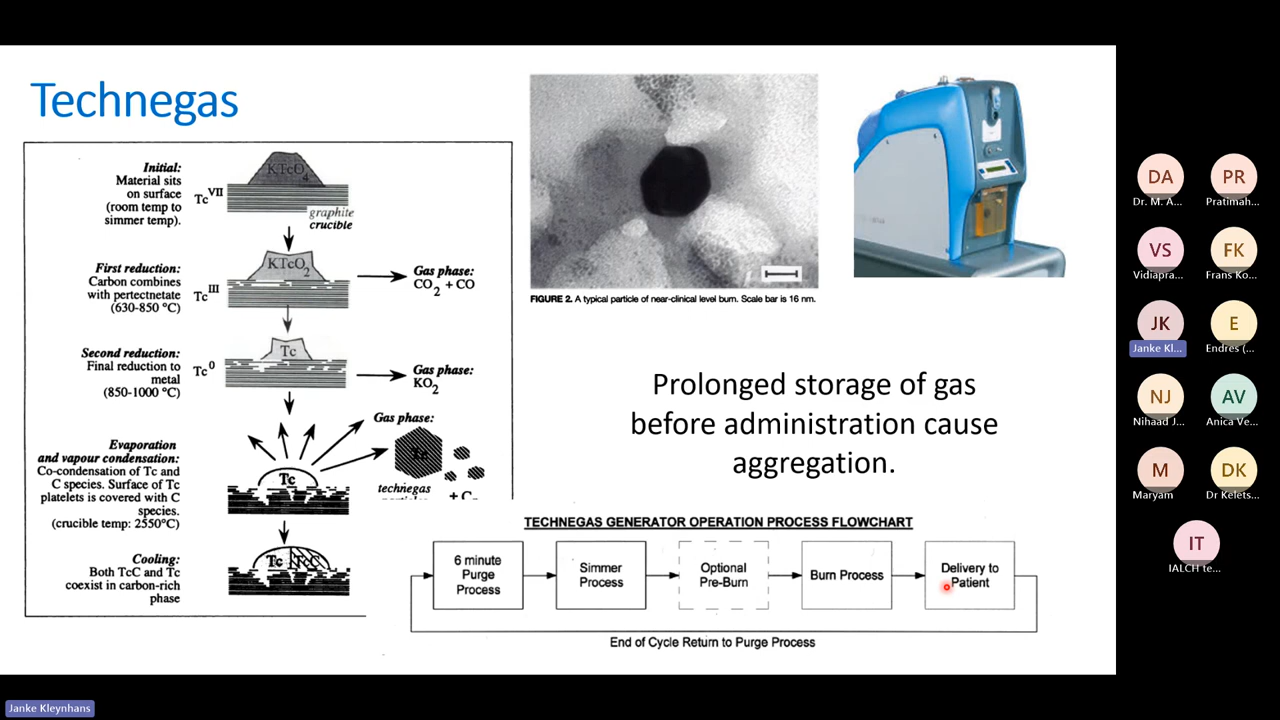 Technegas
Initial:
Material sits
on surface
(room temp to
simmer temp).
Tc VII
KTcO4
graphite
crucible
First reduction:
Carbon combines
with pertectnetate
(630-850 °C)
Tc III
KTcO2
Gas phase:
CO2 + CO
Second reduction:
Final reduction to
metal
(850-1000 °C)
Tc 0
Tc
Gas phase:
KO2
Gas phase:
Evaporation
and vapour condensation:
Co-condensation of Tc and
C species. Surface of Tc
platelets is covered with C
species.
(crucible temp: 2550°C)
Tc
Tc
technegas
Cooling:
Both TcC and Tc
coexist in carbon-rich
phase
Tc TcC
FIGURE 2. A typical particle of near-clinical level burn. Scale bar is 16 nm.
Prolonged storage of gas
before administration cause
aggregation.
TECHNEGAS GENERATOR OPERATION PROCESS FLOWCHART
6 minute
Purge
Process
Simmer
Process
Optional
Pre-Burn
Burn Process
Delivery to
Patient
End of Cycle Return to Purge Process
DA
Dr. M. A...
PR
Pratimah...
VS
Vidiapra...
FK
Frans Ko...
JK
Janke Kl...
E
Endres (...
NJ
Nihaad J...
AV
Anica Ve...
M
Maryam
DK
Dr Kelets...
IT
IALCH te...
Janke Kleynhans